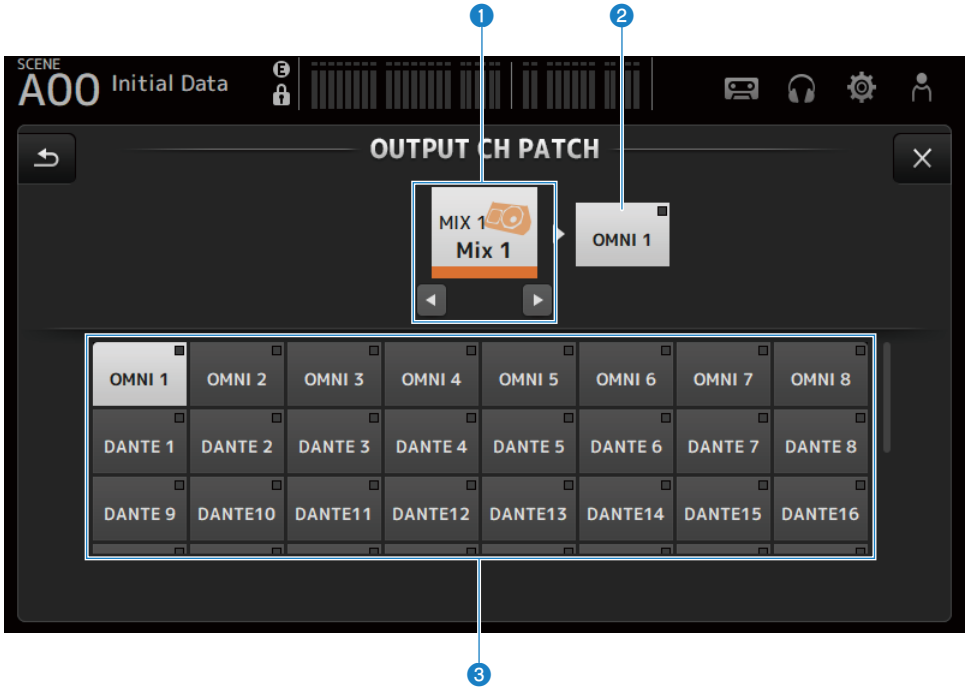 1 2
SCENE
A00 Initial Data E
OUTPUT CH PATCH
MIX 1
Mix 1
OMNI 1
OMNI 1 OMNI 2 OMNI 3 OMNI 4 OMNI 5 OMNI 6 OMNI 7 OMNI 8
DANTE 1 DANTE 2 DANTE 3 DANTE 4 DANTE 5 DANTE 6 DANTE 7 DANTE 8
DANTE 9 DANTE10 DANTE11 DANTE12 DANTE13 DANTE14 DANTE15 DANTE16
3